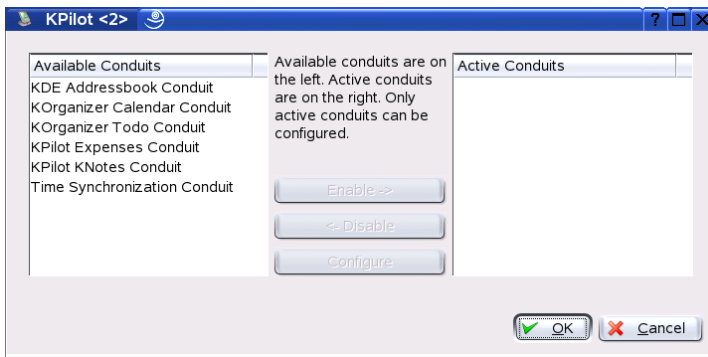 KPilot <2>
Available Conduits
KDE Addressbook Conduit
KOrganizer Calendar Conduit
KOrganizer Todo Conduit
KPilot Expenses Conduit
KPilot KNotes Conduit
Time Synchronization Conduit
Available conduits are on
the left. Active conduits
are on the right. Only
active conduits can be
configured.
Enable ->
<- Disable
Configure
Active Conduits
OK
Cancel